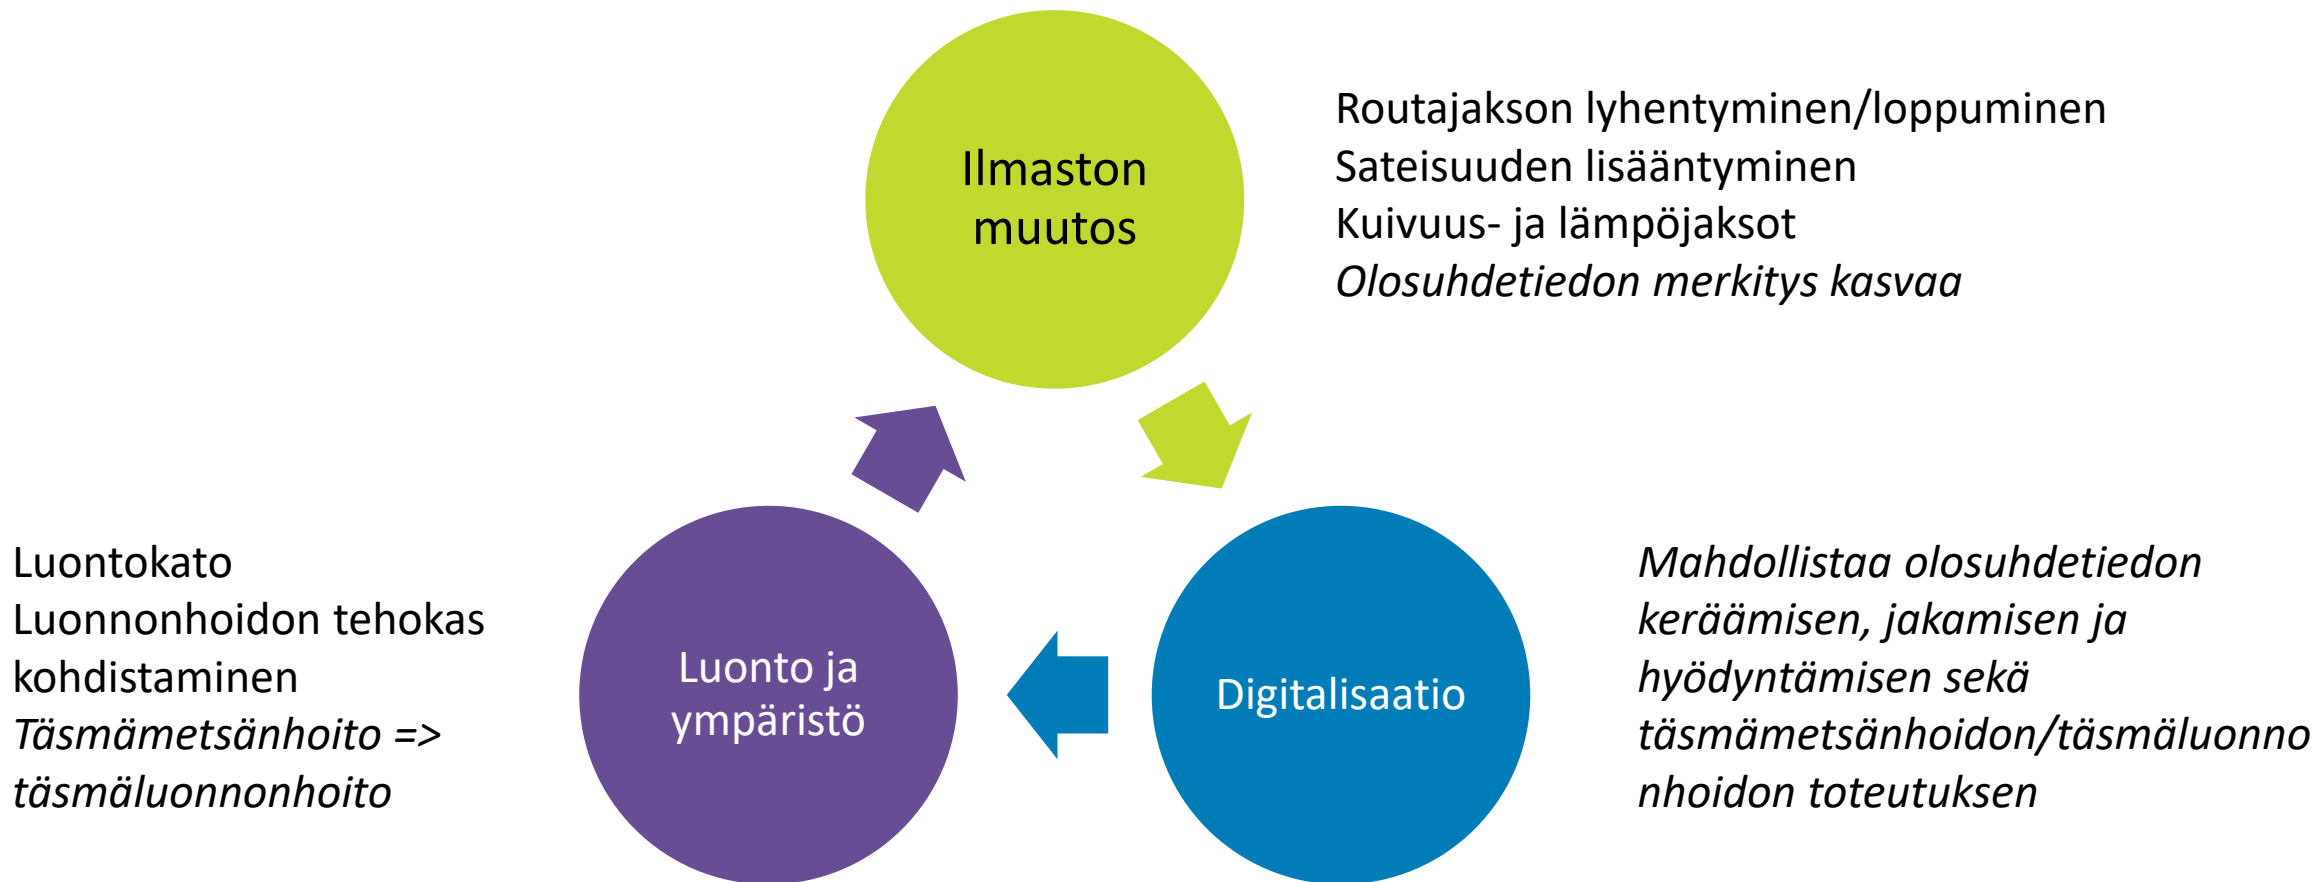 Ilmaston
muutos
Routajakson lyhentyminen/loppuminen
Sateisuuden lisääntyminen
Kuivuus- ja lämpöjaksot
Olosuhdetiedon merkitys kasvaa
Luontokato
Luonnonhoidon tehokas
kohdistaminen
Täsmämetsänhoito =>
täsmäluonnonhoito
Luonto ja
ympäristö
Digitalisaatio
Mahdollistaa olosuhdetiedon
keräämisen, jakamisen ja
hyödyntämisen sekä
täsmämetsänhoidon/täsmäluonno
nhoidon toteutuksen